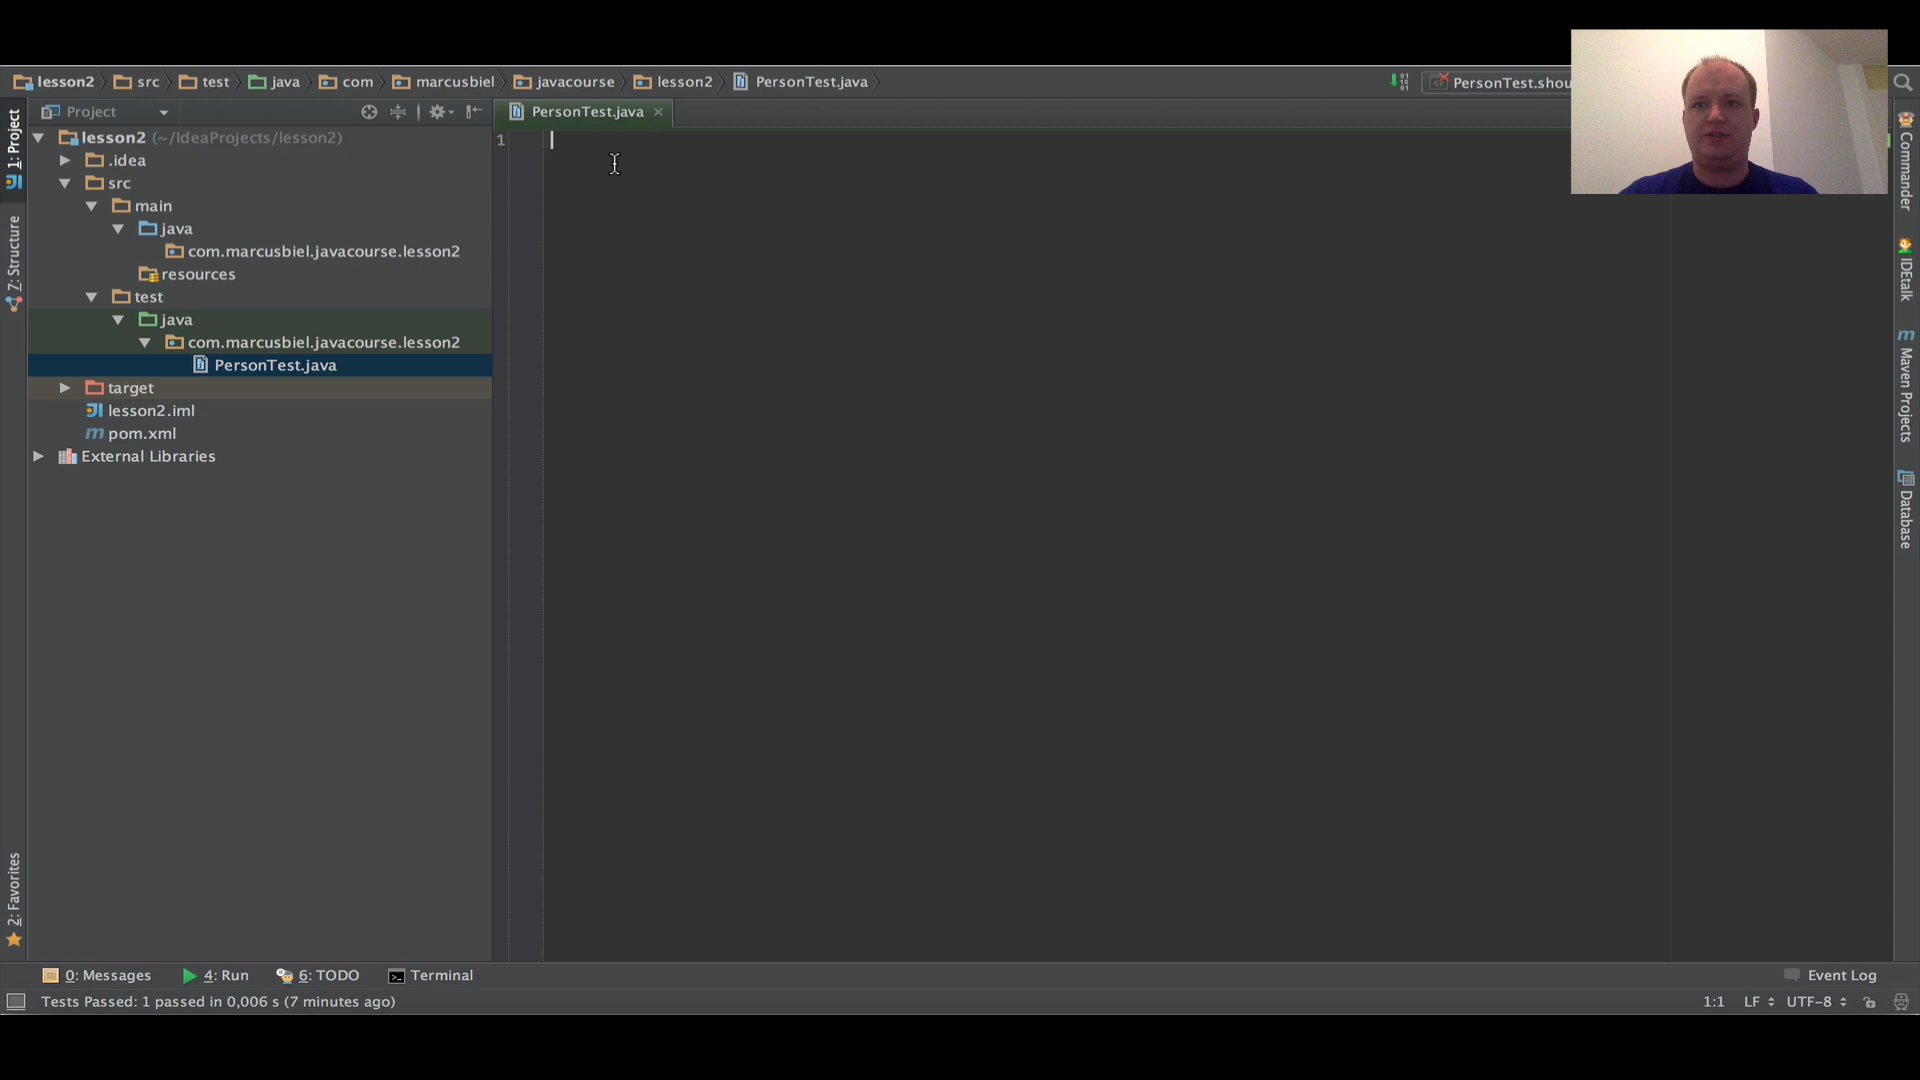 lesson2 src test java com marcusbiel javacourse lesson2 PersonTest.java PersonTest.shou
1: Project
Project
PersonTest.java
lesson2 (~/IdeaProjects/lesson2)
1
.idea
src
main
java
com.marcusbiel.javacourse.lesson2
resources
test
java
com.marcusbiel.javacourse.lesson2
PersonTest.java
target
lesson2.iml
pom.xml
External Libraries
7: Structure
2: Favorites
Commander
IDEtalk
Maven Projects
Database
0: Messages 4: Run 6: TODO Terminal Event Log
Tests Passed: 1 passed in 0,006 s (7 minutes ago) 1:1 LF UTF-8